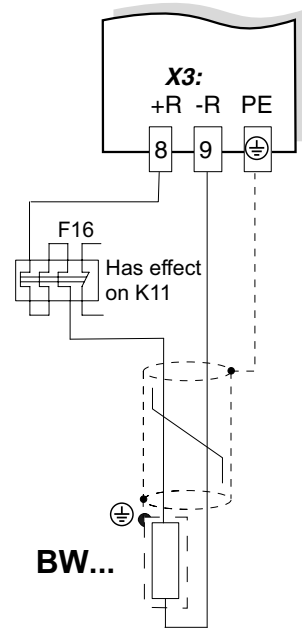 X3:
+R -R PE
8 9
F16
Has effect
on K11
BW...